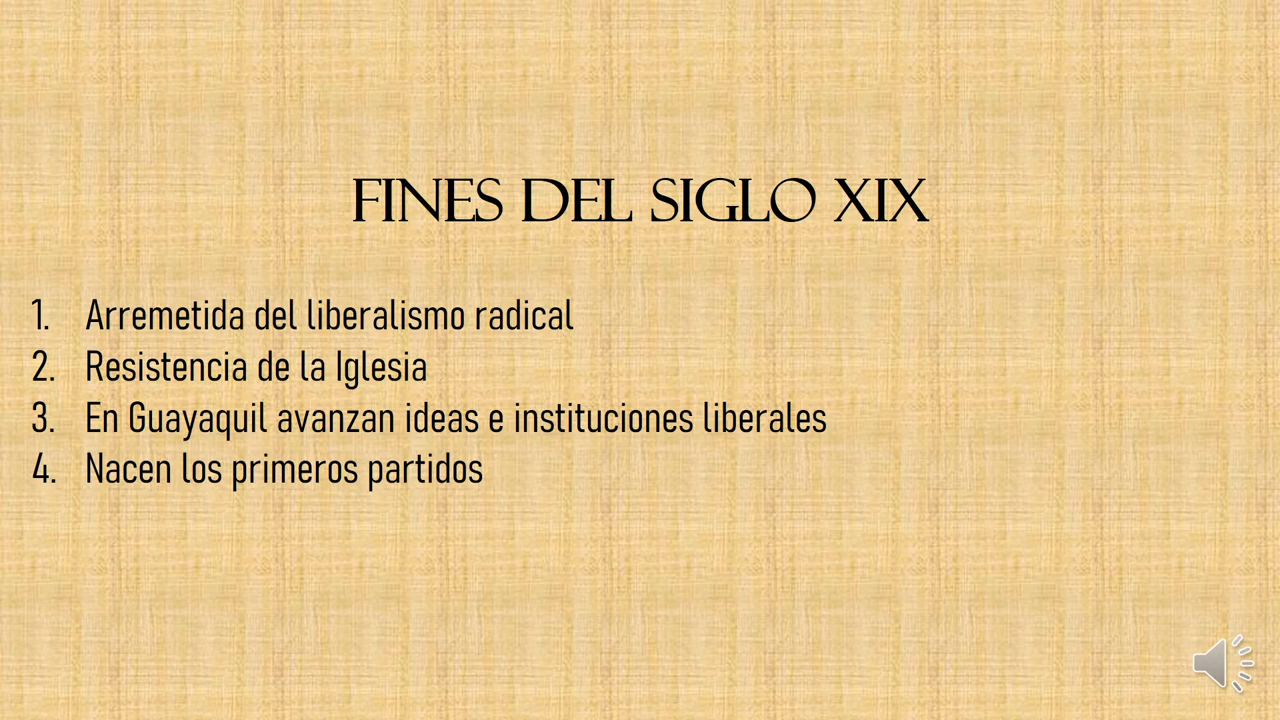 FINES DEL SIGLO XIX
1. Arremetida del liberalismo radical
2. Resistencia de la Iglesia
3. En Guayaquil avanzan ideas e instituciones liberales
4. Nacen los primeros partidos